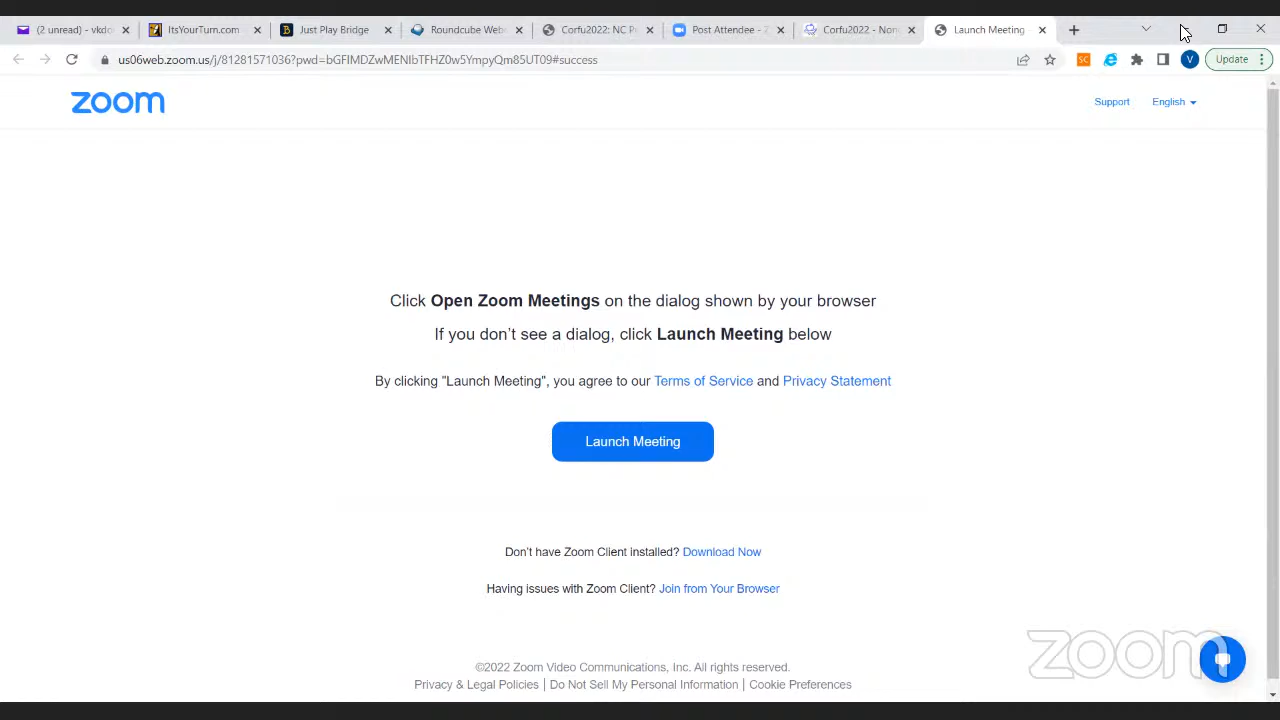 (2 unread) - vkdo
ItsYourTurn.com
Just Play Bridge
Roundcube Web
Corfu2022: NC P
Post Attendee - Z
Corfu2022 - Non
Launch Meeting
us06web.zoom.us/j/81281571036?pwd=bGFIMDZwMENIbTFHZ0w5YmpyQm85UT09#success
SC
V
Update
zoom
Support
English
Click Open Zoom Meetings on the dialog shown by your browser
If you don't see a dialog, click Launch Meeting below
By clicking "Launch Meeting", you agree to our Terms of Service and Privacy Statement
Launch Meeting
Don't have Zoom Client installed? Download Now
Having issues with Zoom Client? Join from Your Browser
zoom
©2022 Zoom Video Communications, Inc. All rights reserved.
Privacy & Legal Policies | Do Not Sell My Personal Information | Cookie Preferences